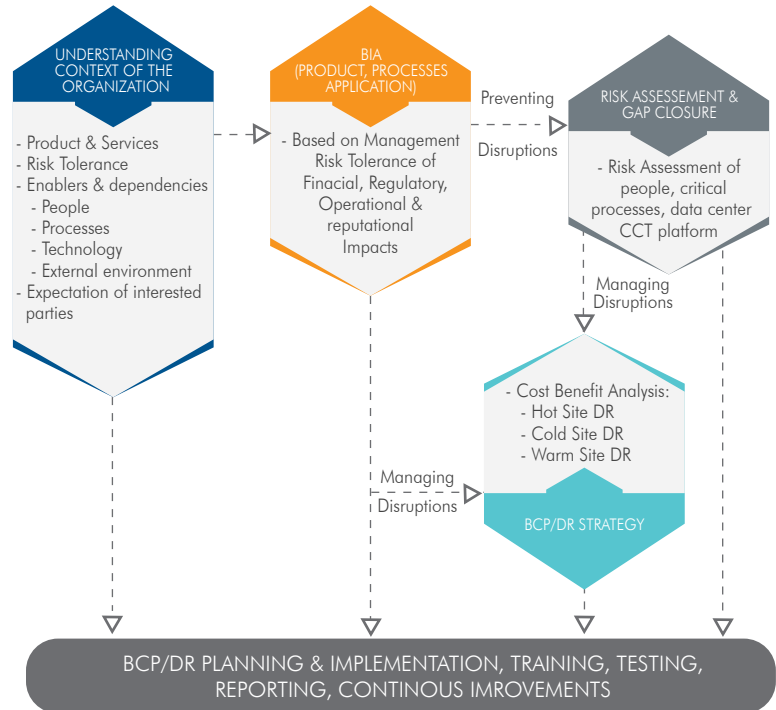 UNDERSTANDING
CONTEXT OF THE
ORGANIZATION
- Product & Services
- Risk Tolerance
- Enablers & dependencies
- People
- Processes
- Technology
- External environment
- Expectation of interested
parties
BIA
(PRODUCT, PROCESSES
APPLICATION)
- Based on Management
Risk Tolerance of
Finacial, Regulatory,
Operational &
reputational
Impacts
Preventing
Disruptions
RISK ASSESSEMENT &
GAP CLOSURE
- Risk Assessment of
people, critical
processes, data center
CCT platform
Managing
Disruptions
- Cost Benefit Analysis:
- Hot Site DR
- Cold Site DR
- Warm Site DR
BCP/DR STRATEGY
Managing
Disruptions
BCP/DR PLANNING & IMPLEMENTATION, TRAINING, TESTING,
REPORTING, CONTINOUS IMROVEMENTS